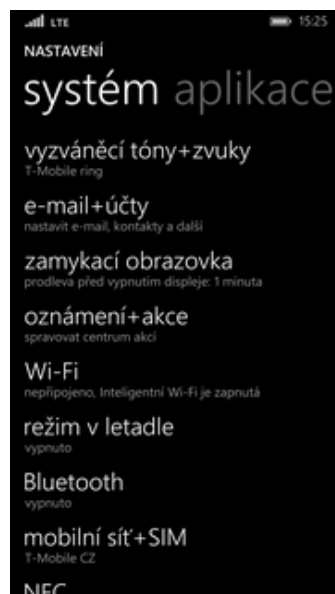 LTE 15:25
NASTAVENÍ
systém aplikace
vyzváněcí tóny+zvuky
T-Mobile ring
e-mail+účty
nastavit e-mail, kontakty a další
zamykací obrazovka
prodleva před vypnutím displeje: 1 minuta
oznámení+akce
spravovat centrum akcí
Wi-Fi
nepřipojeno, Inteligentní Wi-Fi je zapnutá
režim v letadle
vypnuto
Bluetooth
vypnuto
mobilní síť+SIM
T-Mobile CZ
NFC